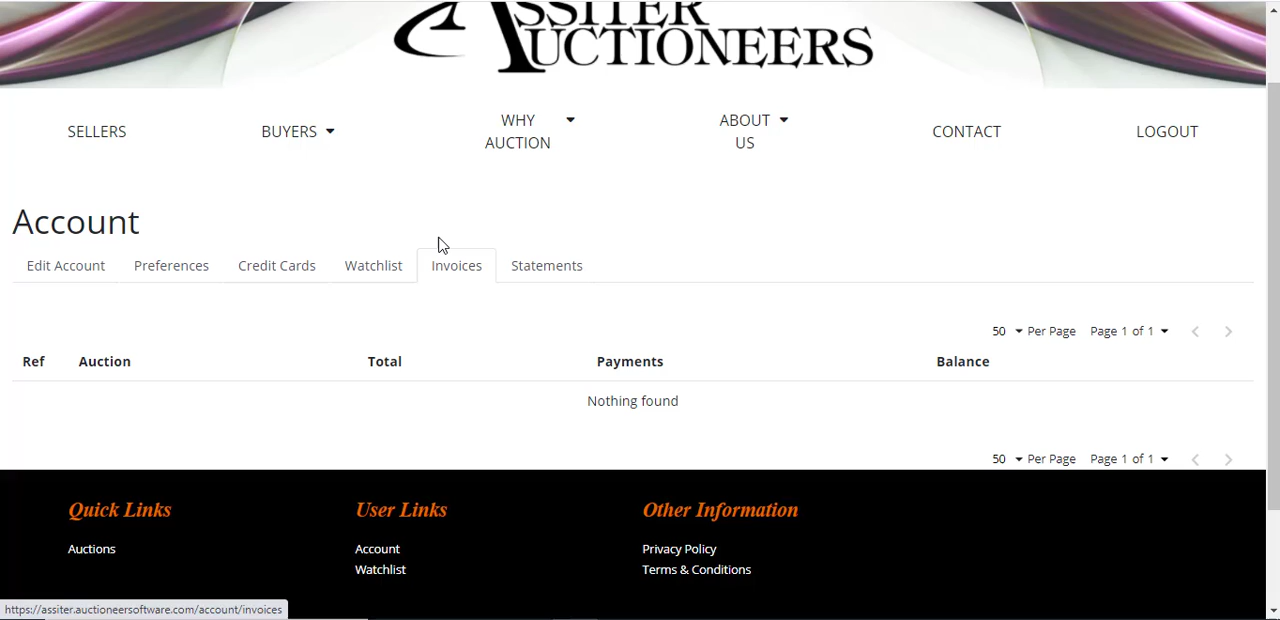 ASSITER
AUCTIONEERS
SELLERS
BUYERS
WHY
AUCTION
ABOUT
US
CONTACT
LOGOUT
Account
Edit Account
Preferences
Credit Cards
Watchlist
Invoices
Statements
50 Per Page Page 1 of 1
Ref Auction Total Payments Balance
Nothing found
50 Per Page Page 1 of 1
Quick Links
Auctions
User Links
Account
Watchlist
Other Information
Privacy Policy
Terms & Conditions
https://assiter.auctioneersoftware.com/account/invoices